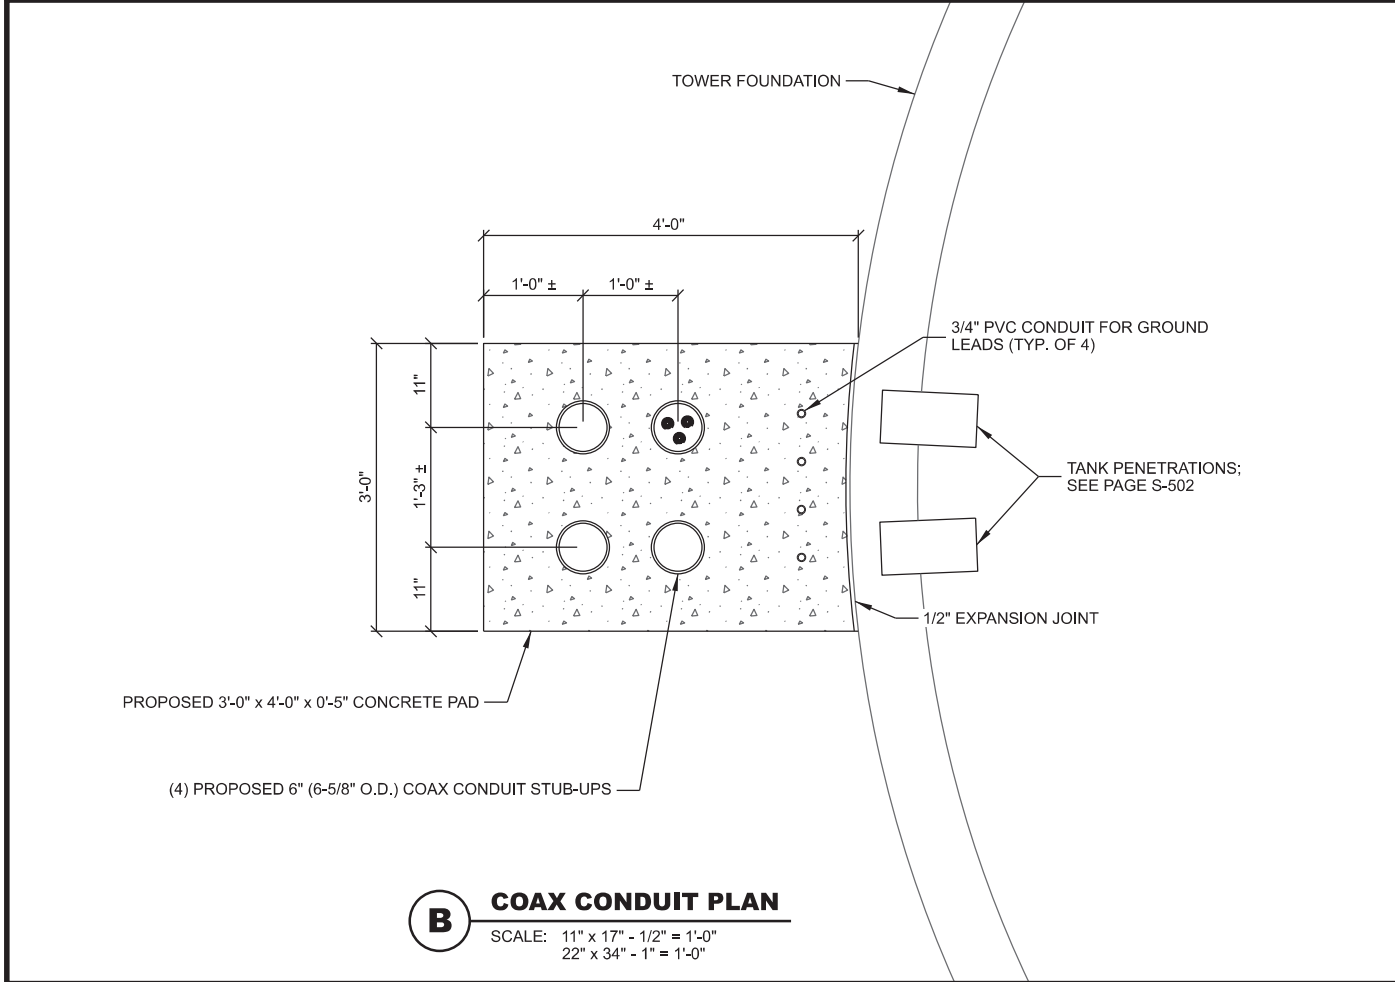 TOWER FOUNDATION
4'-0"
1'-0" ±
1'-0" ±
3/4" PVC CONDUIT FOR GROUND
LEADS (TYP. OF 4)
11"
3'-0"
1'-3" ±
TANK PENETRATIONS;
SEE PAGE S-502
11"
1/2" EXPANSION JOINT
PROPOSED 3'-0" x 4'-0" x 0'-5" CONCRETE PAD
(4) PROPOSED 6" (6-5/8" O.D.) COAX CONDUIT STUB-UPS
B
COAX CONDUIT PLAN
SCALE: 11" x 17" - 1/2" = 1'-0"
22" x 34" - 1" = 1'-0"